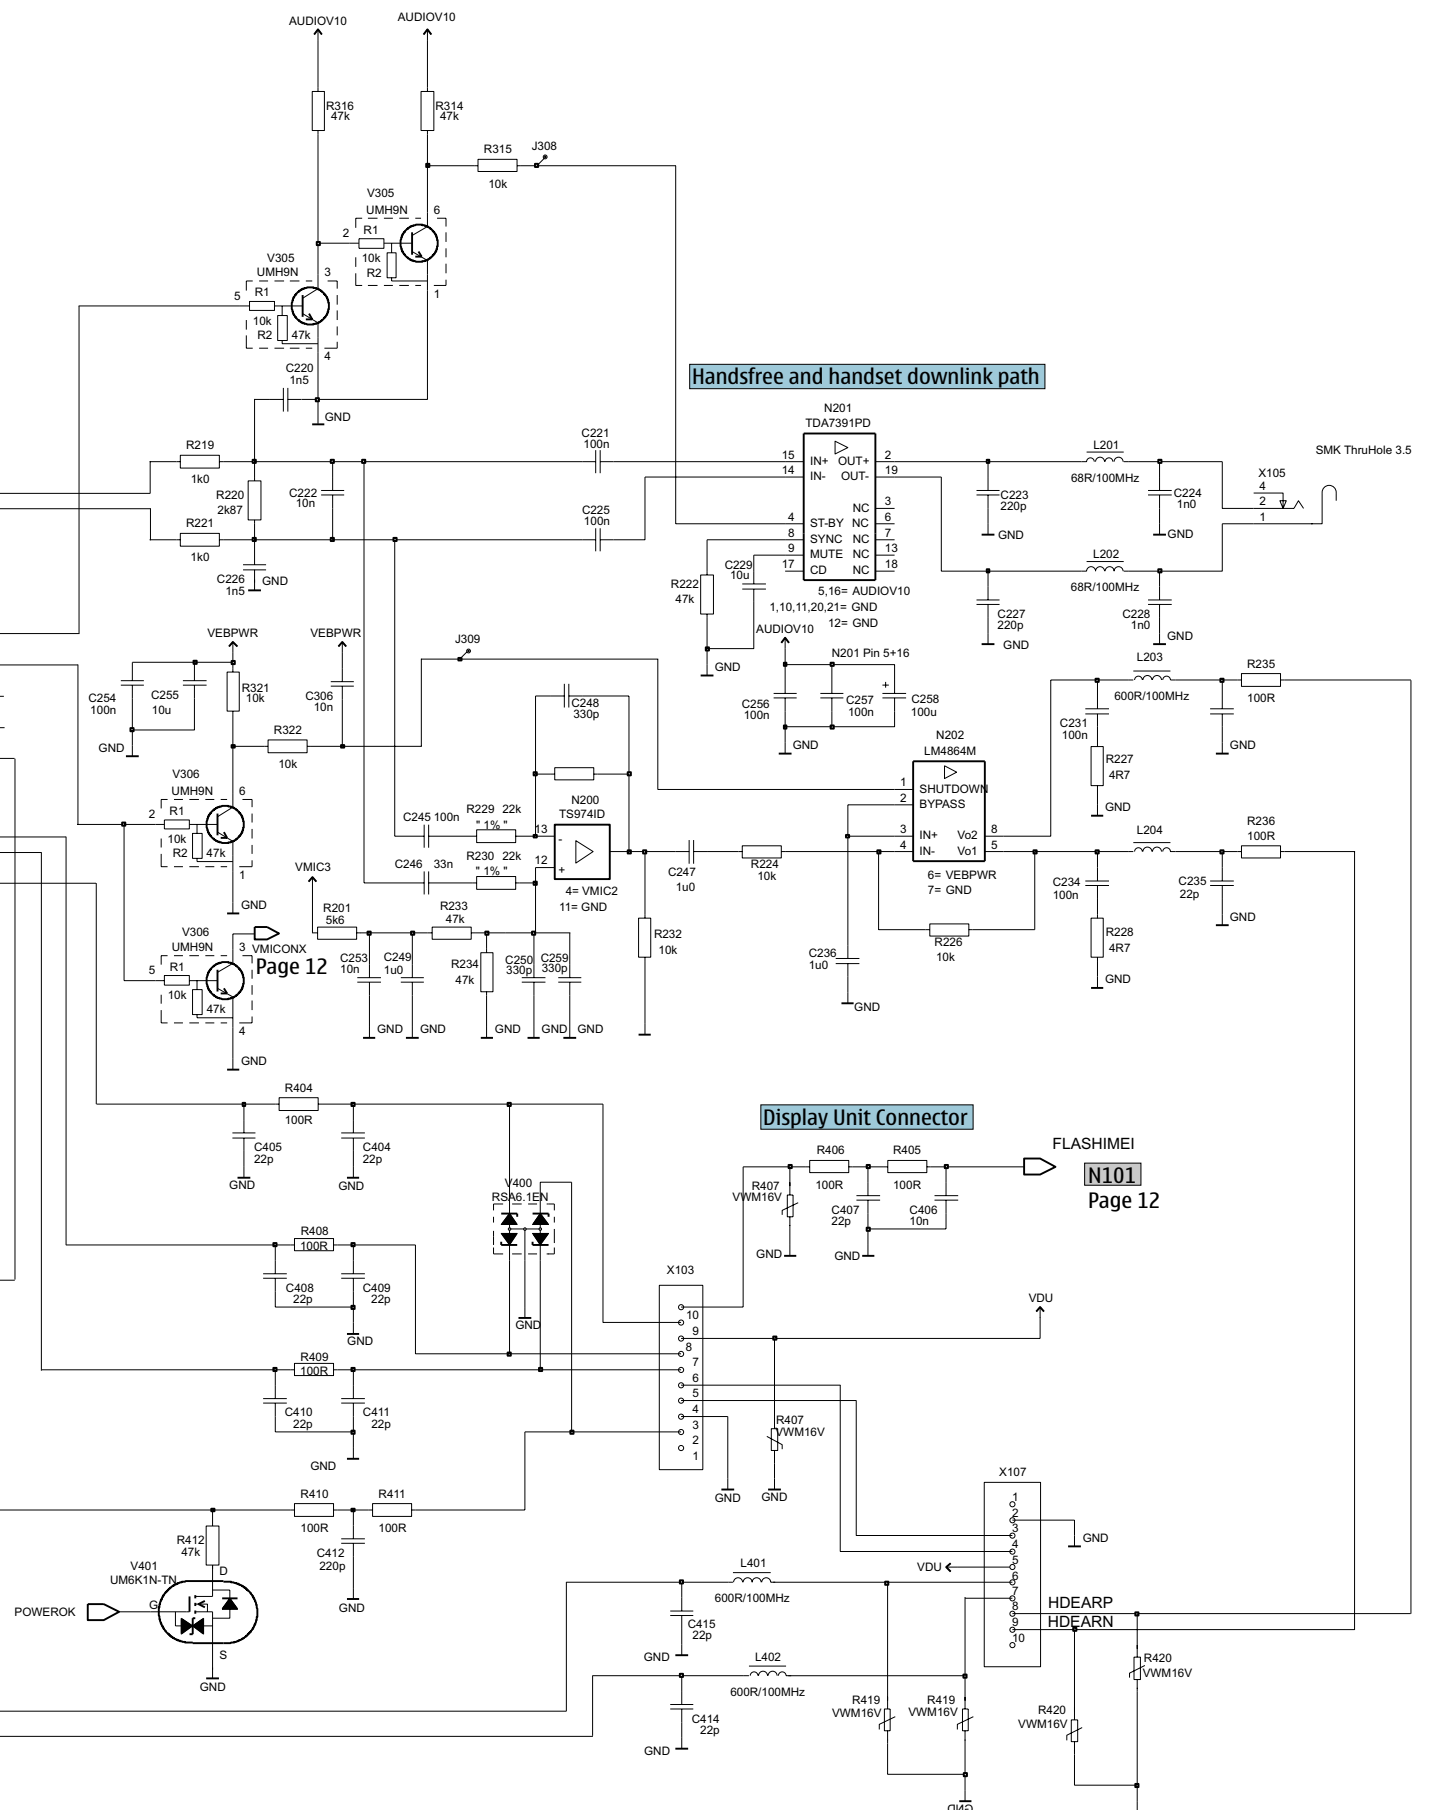 AUDIOV10
AUDIOV10
R316
47k
R314
47k
R315
10k
J308
V305
UMH9N
6
2
R1
10k
R2
1
V305
UMH9N
3
5
R1
10k
R2
47k
4
C220
1n5
GND
Handsfree and handset downlink path
N201
TDA7391PD
15 IN+ OUT+ 2
14 IN- OUT- 19
NC 3
4 ST-BY NC 6
8 SYNC NC 7
9 MUTE NC 13
17 CD NC 18
5,16= AUDIOV10
1,10,11,20,21= GND
12= GND
R219
1k0
R220
2k87
C222
10n
R221
1k0
C226
1n5
GND
C221
100n
C225
100n
R222
47k
C229
10u
GND
L201
68R/100MHz
C223
220p
GND
C224
1n0
GND
SMK ThruHole 3.5
X105
4
2
1
L202
68R/100MHz
C227
220p
GND
C228
1n0
GND
AUDIOV10
N201 Pin 5+16
C256
100n
C257
100n
+
C258
100u
GND
VEBPWR
VEBPWR
J309
C254
100n
C255
10u
R321
10k
C306
10n
GND
R322
10k
C248
330p
V306
UMH9N
6
2
R1
10k
R2
47k
1
GND
C245 100n
R229 22k
" 1% "
C246 33n
R230 22k
" 1% "
N200
TS974ID
13
-
12
+
4= VMIC2
11= GND
VMIC3
R201
5k6
R233
47k
C253
10n
C249
1u0
R234
47k
C250
330p
C259
330p
GND
GND
GND
GND
GND
R232
10k
C247
1u0
R224
10k
N202
LM4864M
1 SHUTDOWN
2 BYPASS
3 IN+ Vo2 8
4 IN- Vo1 5
6= VEBPWR
7= GND
R226
10k
C236
1u0
GND
L203
600R/100MHz
R235
100R
C231
100n
R227
4R7
GND
GND
L204
R236
100R
C234
100n
C235
22p
GND
R228
4R7
GND
V306
UMH9N
3
VMICONX
Page 12
5
R1
10k
47k
4
GND
R404
100R
C405
22p
C404
22p
GND
GND
Display Unit Connector
R406
100R
R405
100R
FLASHIMEI
N101
Page 12
R407
VWM16V
C407
22p
C406
10n
GND
GND
V400
RSA6.1EN
GND
R408
100R
C408
22p
C409
22p
GND
R409
100R
C410
22p
C411
22p
GND
X103
10
9
8
7
6
5
4
3
2
1
VDU
R407
VWM16V
GND
GND
R410
100R
R411
100R
C412
220p
GND
R412
47k
V401
UM6K1N-TN
D
POWEROK
G
S
GND
X107
1
2
3
4
5
6
7
8
9
10
GND
VDU
HDEARP
HDEARN
L401
600R/100MHz
C415
22p
GND
L402
600R/100MHz
C414
22p
GND
R419
VWM16V
R419
VWM16V
GND
R420
VWM16V
R420
VWM16V